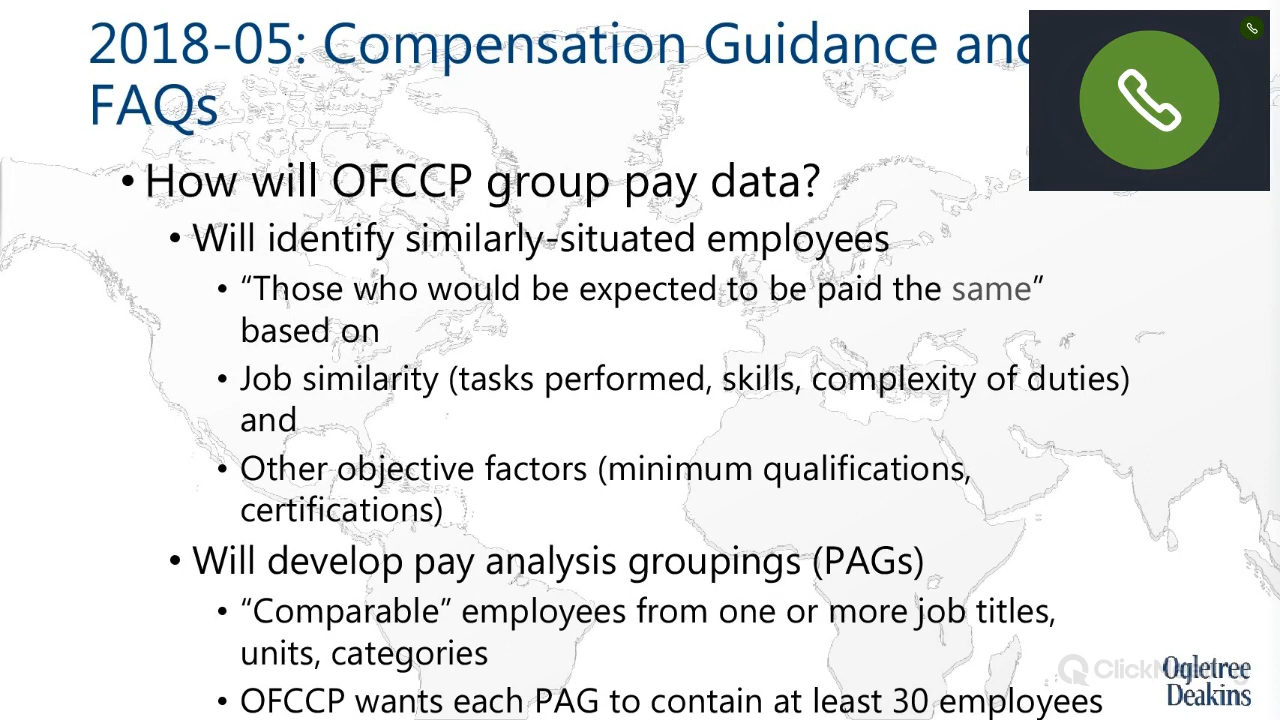 2018-05: Compensation Guidance and
FAQs
• How will OFCCP group pay data?
• Will identify similarly-situated employees
• “Those who would be expected to be paid the same”
based on
• Job similarity (tasks performed, skills, complexity of duties)
and
• Other objective factors (minimum qualifications,
certifications)
• Will develop pay analysis groupings (PAGs)
• “Comparable” employees from one or more job titles,
units, categories
• OFCCP wants each PAG to contain at least 30 employees
Ogletree
Deakins